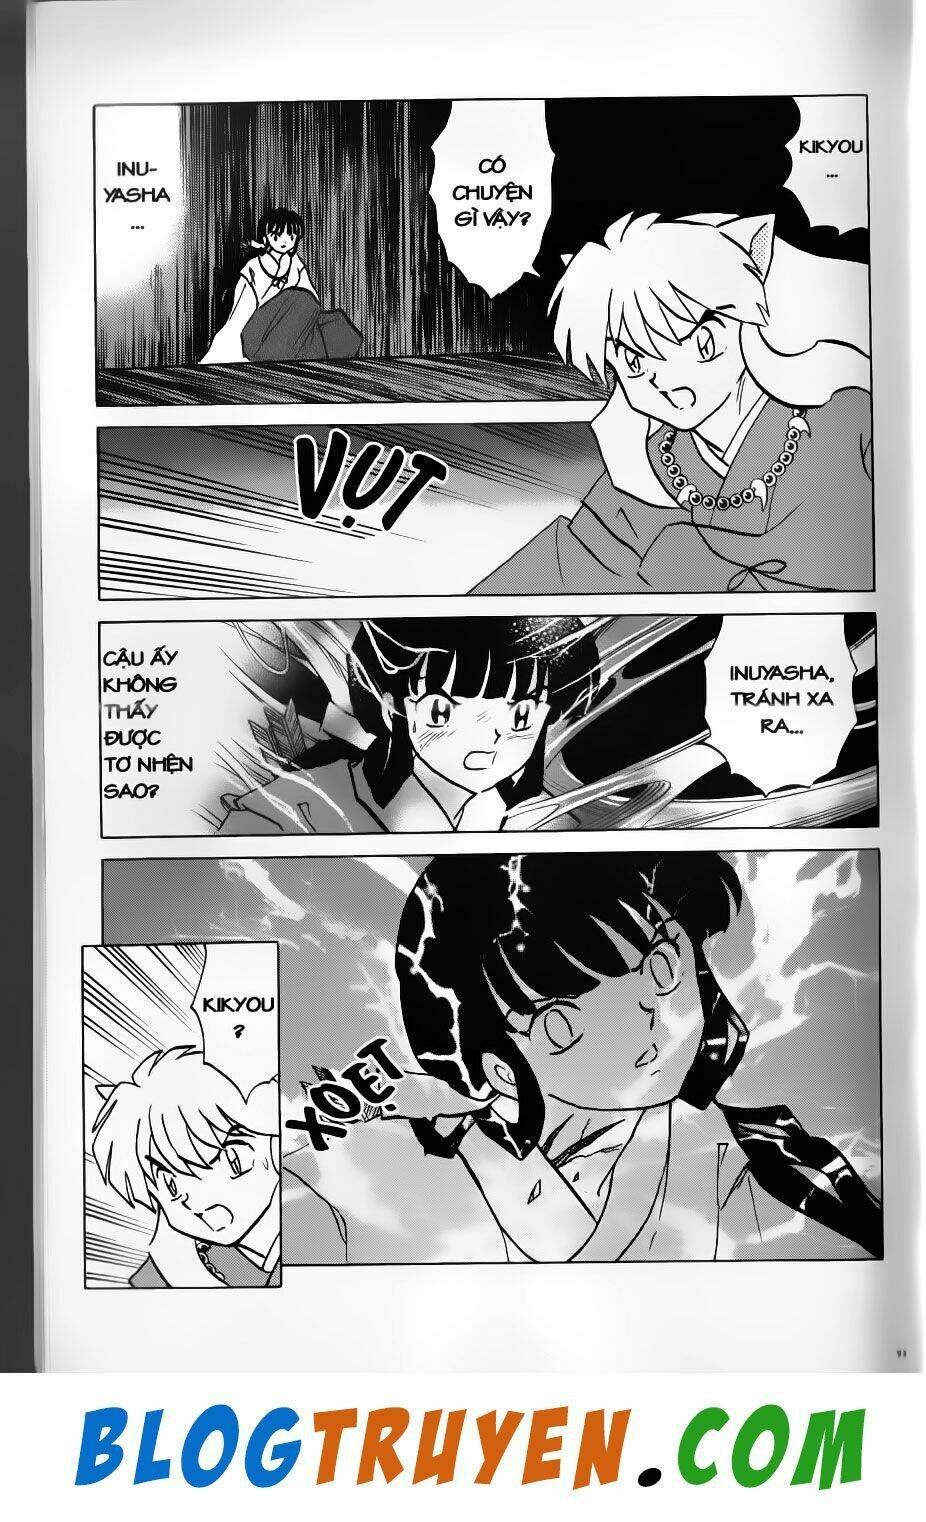 KIKYOU
...
CÓ
CHUYỆN
GÌ VẬY?
INU-
YASHA
...
VỤT
INUYASHA,
TRÁNH XA
RA...
CẬU ẤY
KHÔNG
THẤY
ĐƯỢC
TƠ NHỆN
SAO?
XOẸT
KIKYOU
?
91
BLOGTRUYEN.COM